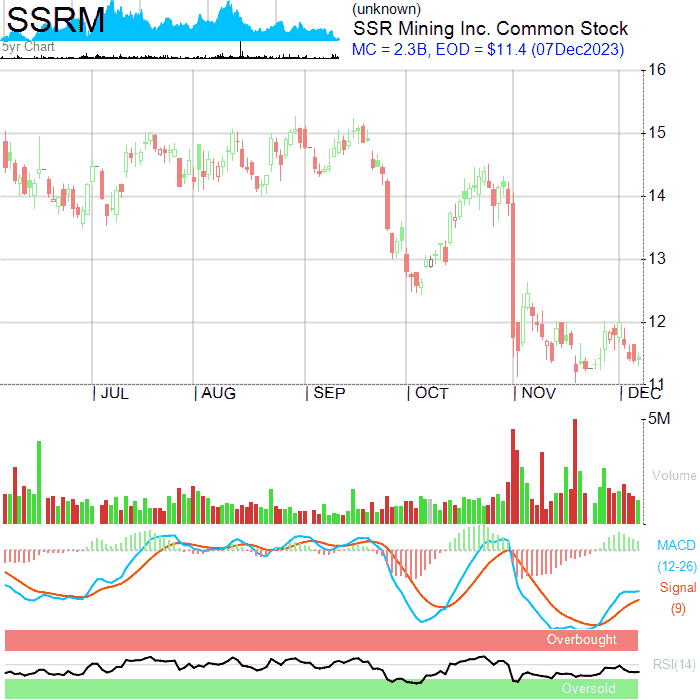 SSRM
5yr Chart
(unknown)
SSR Mining Inc. Common Stock
MC = 2.3B, EOD = $11.4 (07Dec2023)
16
15
14
13
12
11
JUL AUG SEP OCT NOV DEC
5M
Volume
MACD
(12-26)
Signal
(9)
Overbought
RSI(14)
Oversold